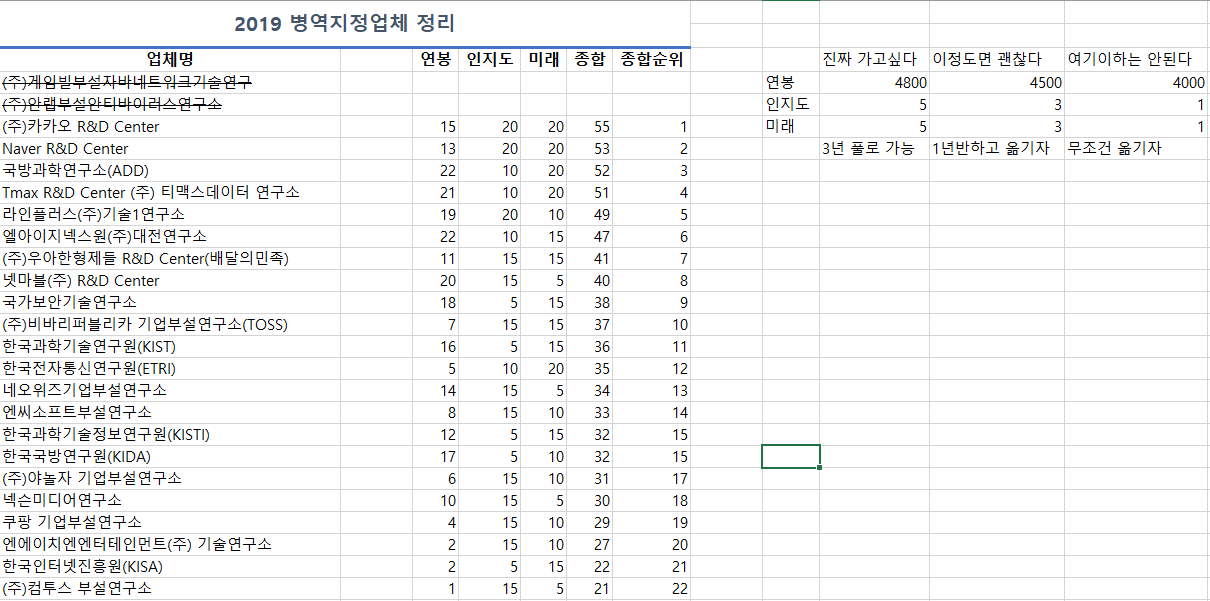 2019 병역지정업체 정리
업체명 연봉 인지도 미래 종합 종합순위 진짜 가고싶다 이정도면 괜찮다 여기이하는 안된다
(주)게임빌부설자바네트워크기술연구 연봉 4800 4500 4000
(주)안랩부설안티바이러스연구소 인지도 5 3 1
(주)카카오 R&D Center 15 20 20 55 1 미래 5 3 1
Naver R&D Center 13 20 20 53 2 3년 풀로 가능 1년반하고 옮기자 무조건 옮기자
국방과학연구소(ADD) 22 10 20 52 3
Tmax R&D Center (주) 티맥스데이터 연구소 21 10 20 51 4
라인플러스(주)기술1연구소 19 20 10 49 5
엘아이지넥스원(주)대전연구소 22 10 15 47 6
(주)우아한형제들 R&D Center(배달의민족) 11 15 15 41 7
넷마블(주) R&D Center 20 15 5 40 8
국가보안기술연구소 18 5 15 38 9
(주)비바리퍼블리카 기업부설연구소(TOSS) 7 15 15 37 10
한국과학기술연구원(KIST) 16 5 15 36 11
한국전자통신연구원(ETRI) 5 10 20 35 12
네오위즈기업부설연구소 14 15 5 34 13
엔씨소프트부설연구소 8 15 10 33 14
한국과학기술정보연구원(KISTI) 12 5 15 32 15
한국국방연구원(KIDA) 17 5 10 32 15
(주)야놀자 기업부설연구소 6 15 10 31 17
넥슨미디어연구소 10 15 5 30 18
쿠팡 기업부설연구소 4 15 10 29 19
엔에이치엔엔터테인먼트(주) 기술연구소 2 15 10 27 20
한국인터넷진흥원(KISA) 2 5 15 22 21
(주)컴투스 부설연구소 1 15 5 21 22